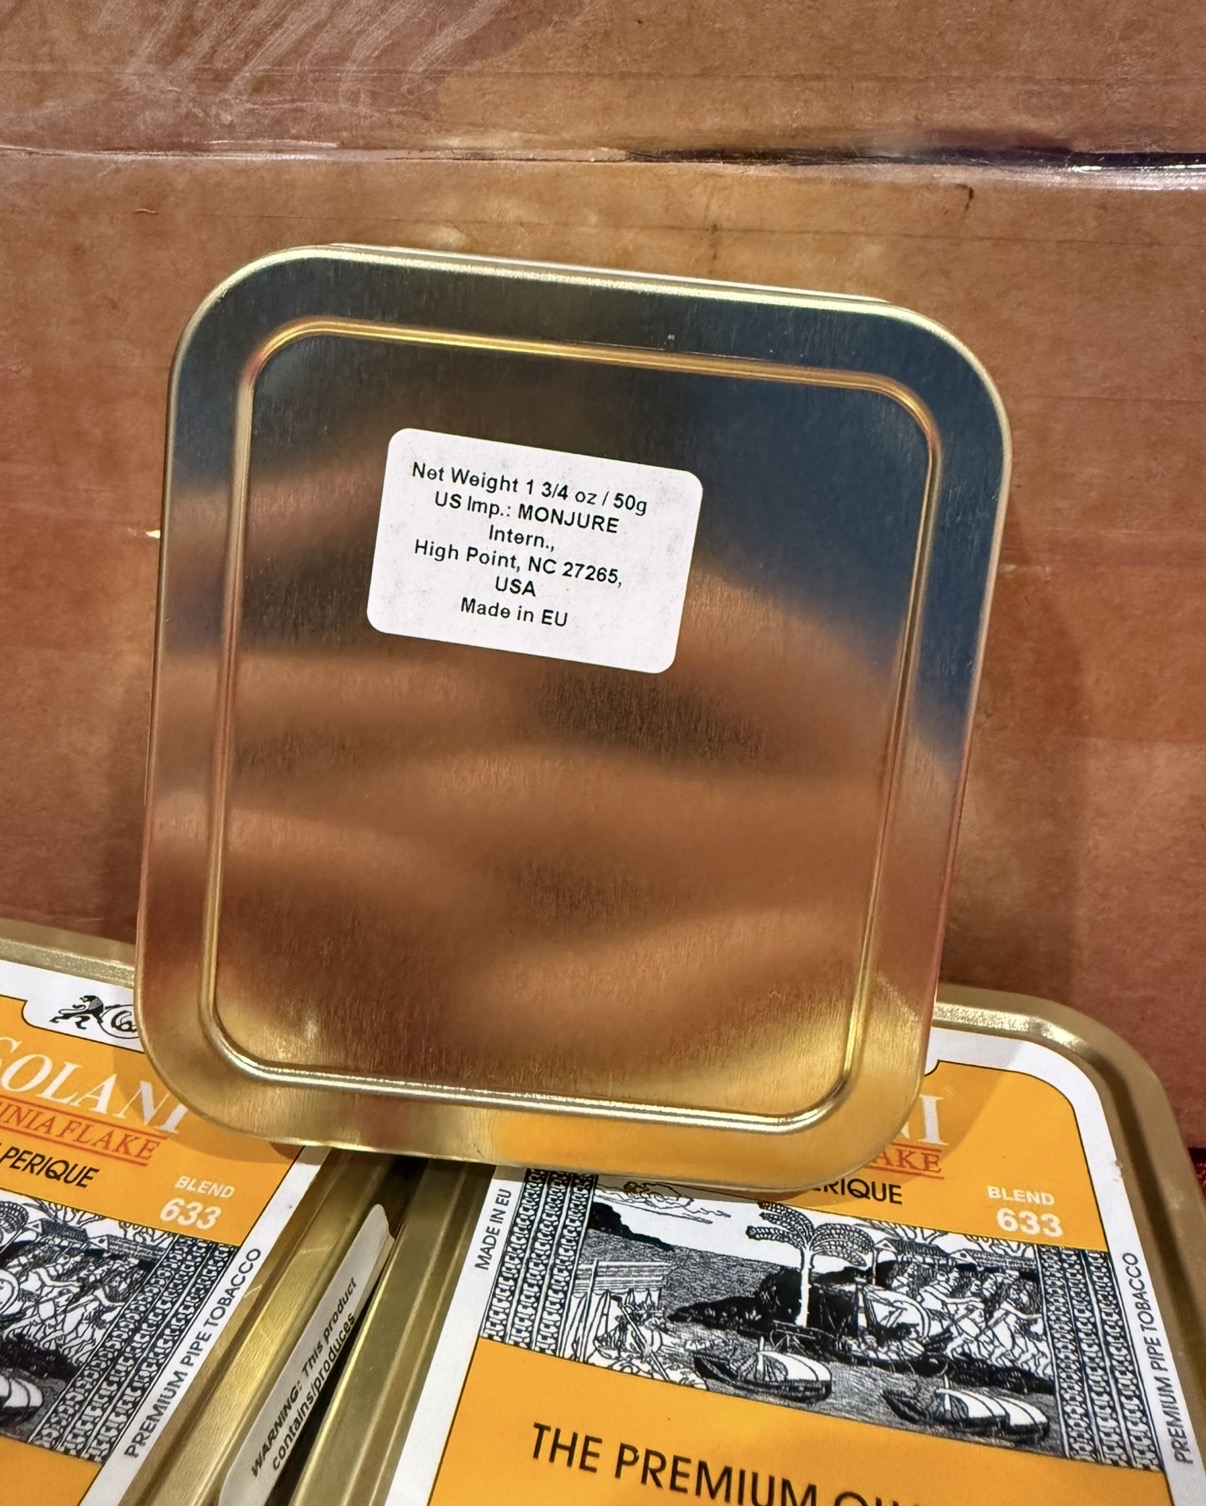 Net Weight 1 3/4 oz / 50g
US Imp.: MONJURE
Intern.,
High Point, NC 27265,
USA
Made in EU
SOLANI
FLAKE
PERIQUE
BLEND
633
PREMIUM PIPE TOBACCO
WARNING: This product
contains/produces
MADE IN EU
BLEND
633
PREMIUM PIPE TOBACCO
THE PREMIUM